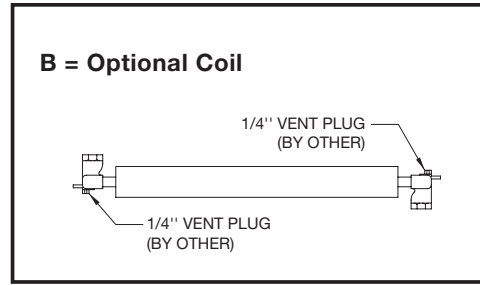 B = Optional Coil
1/4'' VENT PLUG
(BY OTHER)
1/4'' VENT PLUG
(BY OTHER)